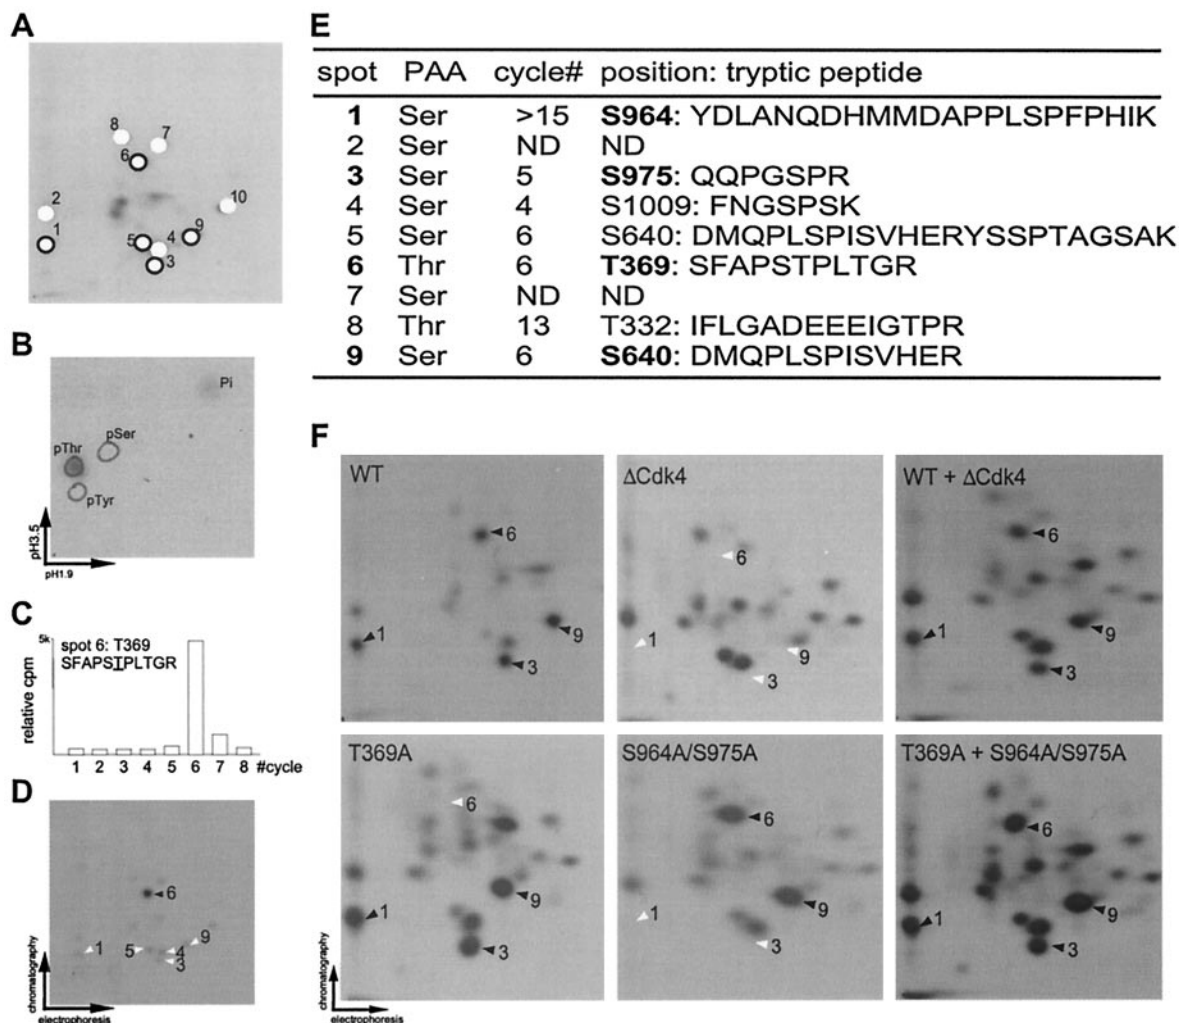 A
8
7
6
2
10
1
5
4
9
3
B
Pi
pSer
pThr
pTyr
pH3.5
pH1.9
C
5k
spot 6: T369
SFAPSTPLTGR
relative cpm
1 2 3 4 5 6 7 8 #cycle
D
6
1
5
4
9
3
chromatography
electrophoresis
E
spot PAA cycle# position: tryptic peptide
1 Ser >15 S964: YDLANQDHMMDAPPLSPFPHIK
2 Ser ND ND
3 Ser 5 S975: QQPGSPR
4 Ser 4 S1009: FNGSPSK
5 Ser 6 S640: DMQPLSPISVHERYSSPTAGSAK
6 Thr 6 T369: SFAPSTPLTGR
7 Ser ND ND
8 Thr 13 T332: IFLGADEEEIGTPR
9 Ser 6 S640: DMQPLSPISVHER
F
WT
6
1
9
3
ΔCdk4
6
1
9
3
WT + ΔCdk4
6
1
9
3
T369A
6
1
9
3
S964A/S975A
6
1
9
3
T369A + S964A/S975A
6
1
9
3
chromatography
electrophoresis